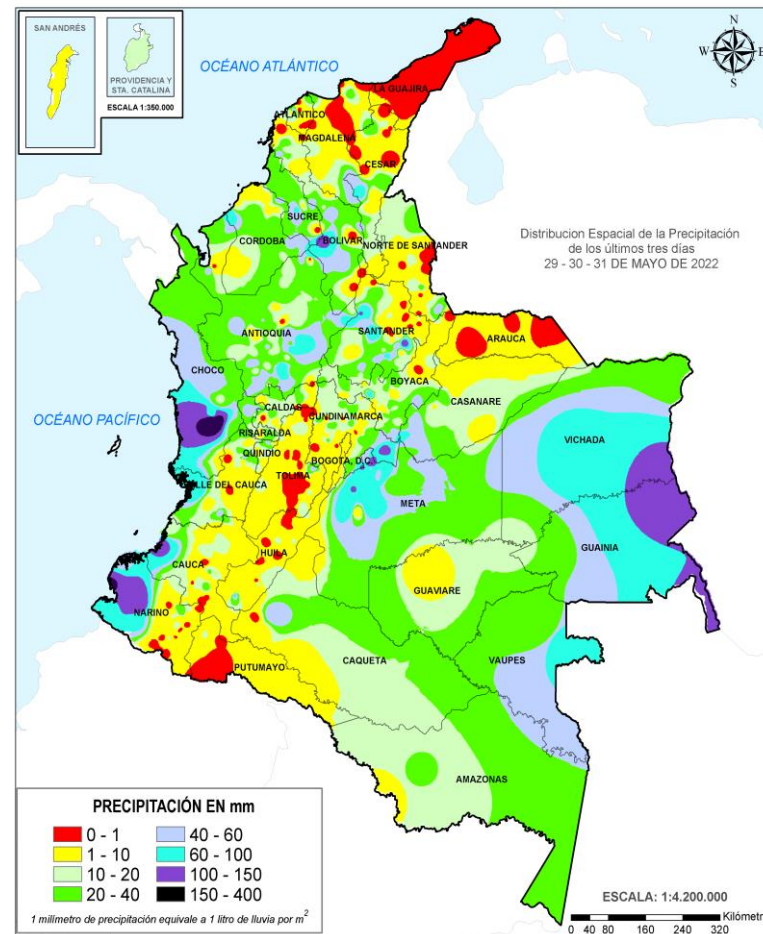 SAN ANDRÉS
PROVIDENCIA Y
STA. CATALINA
ESCALA 1:350.000
OCÉANO ATLÁNTICO
N
W
E
S
LA GUAJIRA
ATLANTICO
MAGDALENA
CESAR
SUCRE
BOLIVAR
NORTE DE SANTANDER
CORDOBA
Distribucion Espacial de la Precipitación
de los últimos tres días
29 - 30 - 31 DE MAYO DE 2022
ANTIOQUIA
SANTANDER
ARAUCA
CHOCO
BOYACA
CASANARE
OCÉANO PACÍFICO
CALDAS
CUNDINAMARCA
RISARALDA
VICHADA
QUINDIO
BOGOTA, D.C.
TOLIMA
VALLE DEL CAUCA
META
GUAINIA
HUILA
CAUCA
GUAVIARE
NARINO
PUTUMAYO
CAQUETA
VAUPES
AMAZONAS
PRECIPITACIÓN EN mm
0 - 1
40 - 60
1 - 10
60 - 100
10 - 20
100 - 150
20 - 40
150 - 400
1 milímetro de precipitación equivale a 1 litro de lluvia por m²
ESCALA: 1:4.200.000
Kilómetr
0 40 80 160 240 320